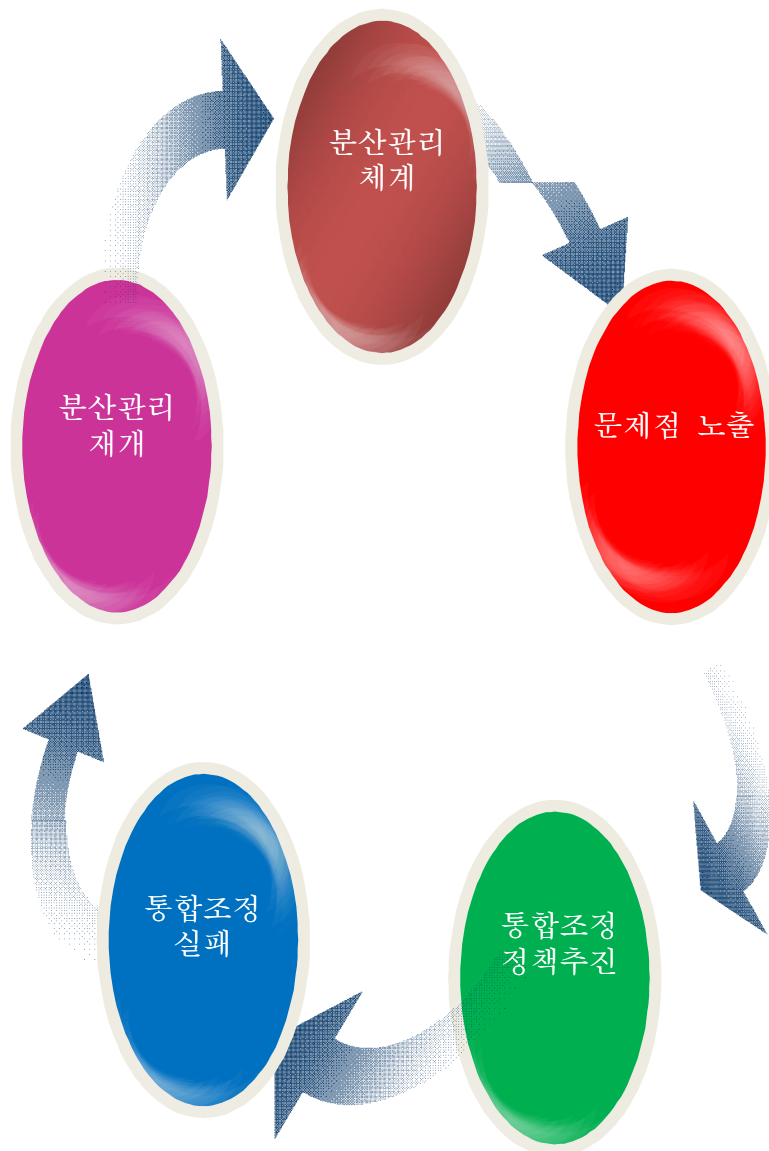 분산관리
체계
문제점 노출
통합조정
정책추진
통합조정
실패
분산관리
재개